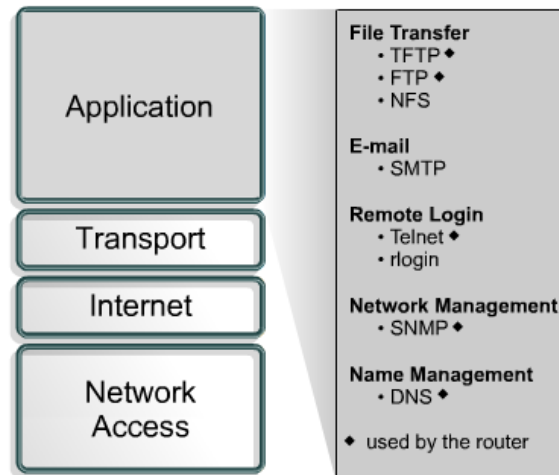 Application
Transport
Internet
Network
Access
File Transfer
• TFTP ◆
• FTP ◆
• NFS
E-mail
• SMTP
Remote Login
• Telnet ◆
• rlogin
Network Management
• SNMP ◆
Name Management
• DNS ◆
◆ used by the router